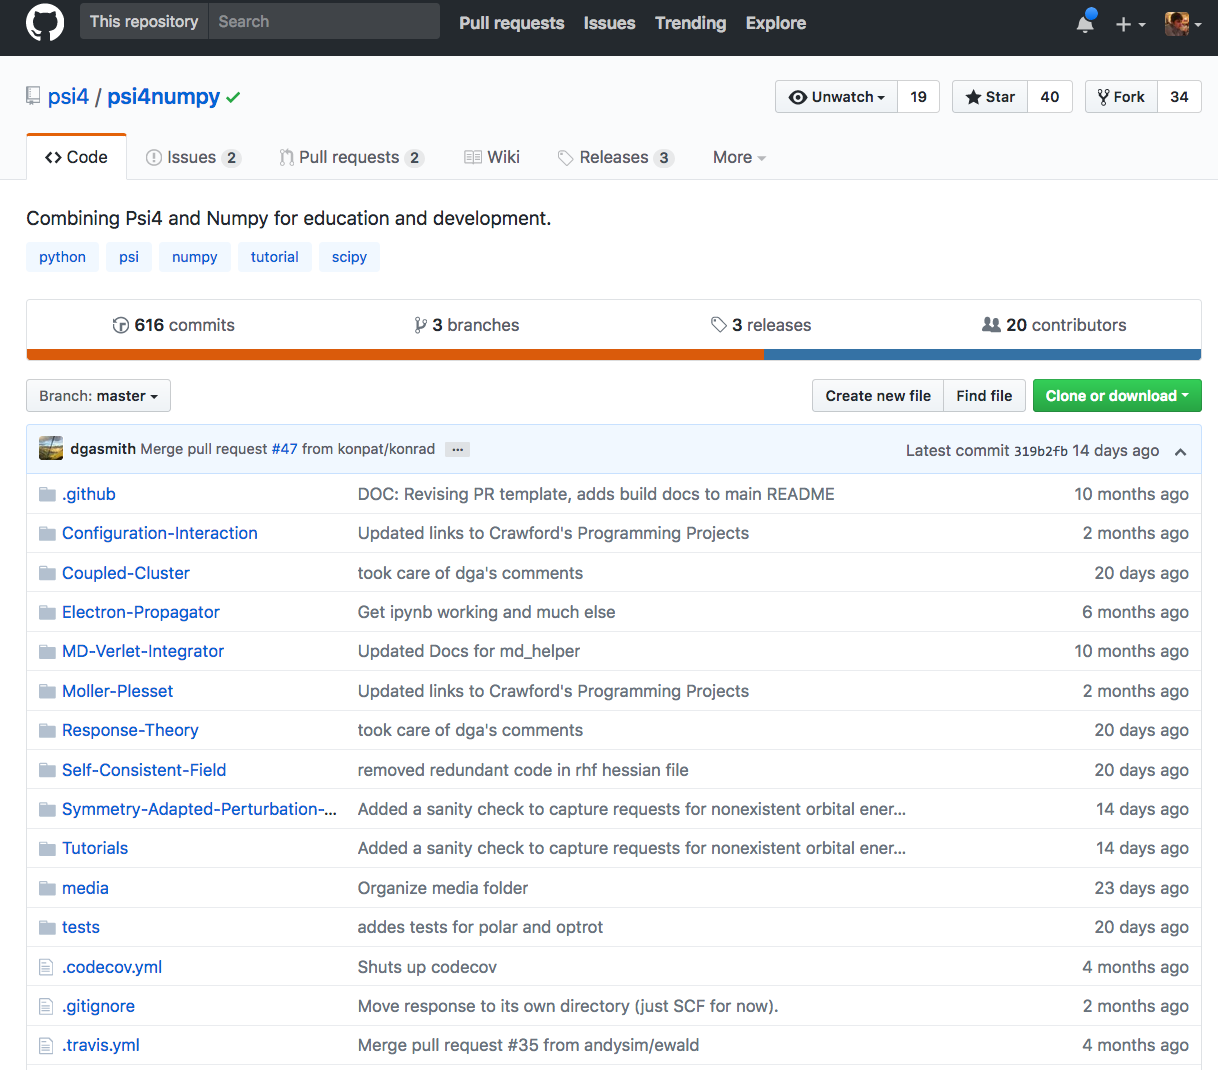 This repository Search Pull requests Issues Trending Explore
psi4 / psi4numpy Unwatch 19 Star 40 Fork 34
Code Issues 2 Pull requests 2 Wiki Releases 3 More
Combining Psi4 and Numpy for education and development.
python psi numpy tutorial scipy
616 commits 3 branches 3 releases 20 contributors
Branch: master Create new file Find file Clone or download
dgasmith Merge pull request #47 from konpat/konrad ... Latest commit 319b2fb 14 days ago
.github DOC: Revising PR template, adds build docs to main README 10 months ago
Configuration-Interaction Updated links to Crawford's Programming Projects 2 months ago
Coupled-Cluster took care of dga's comments 20 days ago
Electron-Propagator Get ipynb working and much else 6 months ago
MD-Verlet-Integrator Updated Docs for md_helper 10 months ago
Moller-Plesset Updated links to Crawford's Programming Projects 2 months ago
Response-Theory took care of dga's comments 20 days ago
Self-Consistent-Field removed redundant code in rhf hessian file 20 days ago
Symmetry-Adapted-Perturbation-... Added a sanity check to capture requests for nonexistent orbital ener... 14 days ago
Tutorials Added a sanity check to capture requests for nonexistent orbital ener... 14 days ago
media Organize media folder 23 days ago
tests addes tests for polar and optrot 20 days ago
.codecov.yml Shuts up codecov 4 months ago
.gitignore Move response to its own directory (just SCF for now). 2 months ago
.travis.yml Merge pull request #35 from andysim/ewald 4 months ago